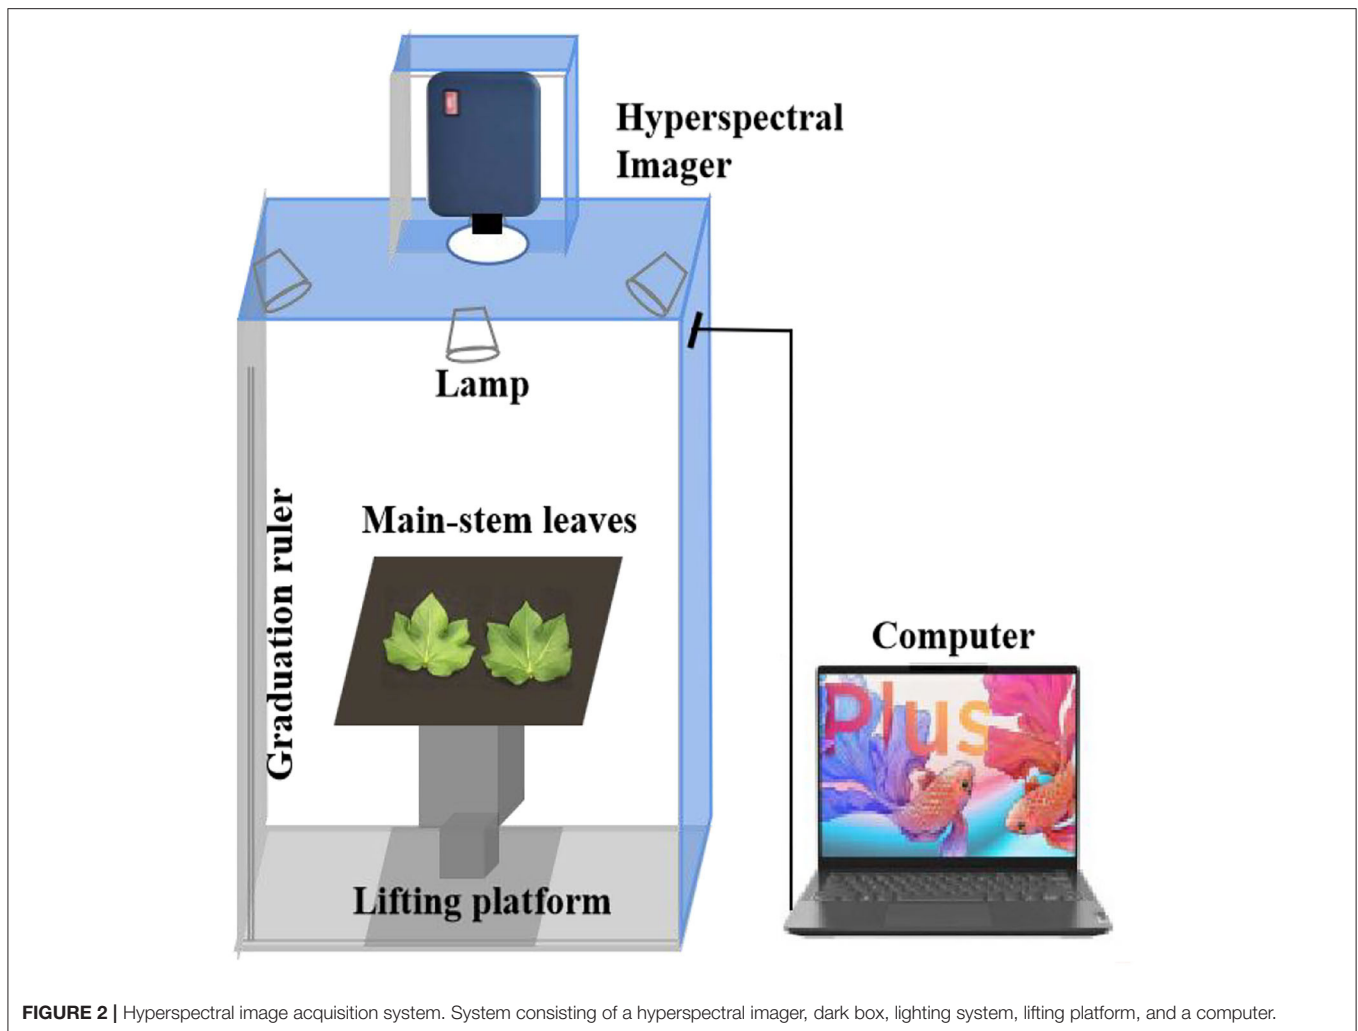 Hyperspectral
Imager
Lamp
Graduation ruler
Main-stem leaves
Computer
Plus
Lifting platform
FIGURE 2 | Hyperspectral image acquisition system. System consisting of a hyperspectral imager, dark box, lighting system, lifting platform, and a computer.